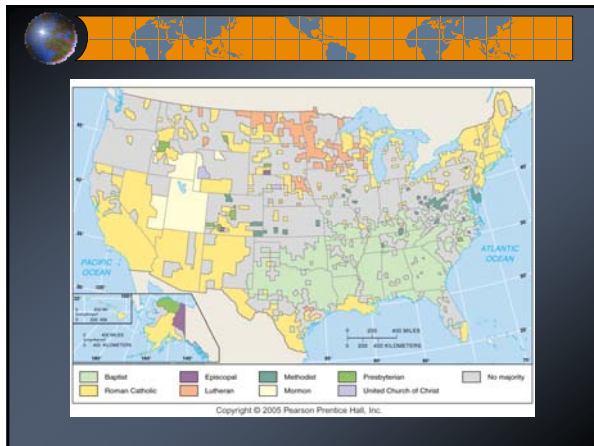 PACIFIC
OCEAN
ATLANTIC
OCEAN
0 200 400 MILES
0 200 400 KILOMETERS
Baptist
Episcopal
Methodist
Presbyterian
No majority
Roman Catholic
Lutheran
Mormon
United Church of Christ
Copyright © 2005 Pearson Prentice Hall, Inc.